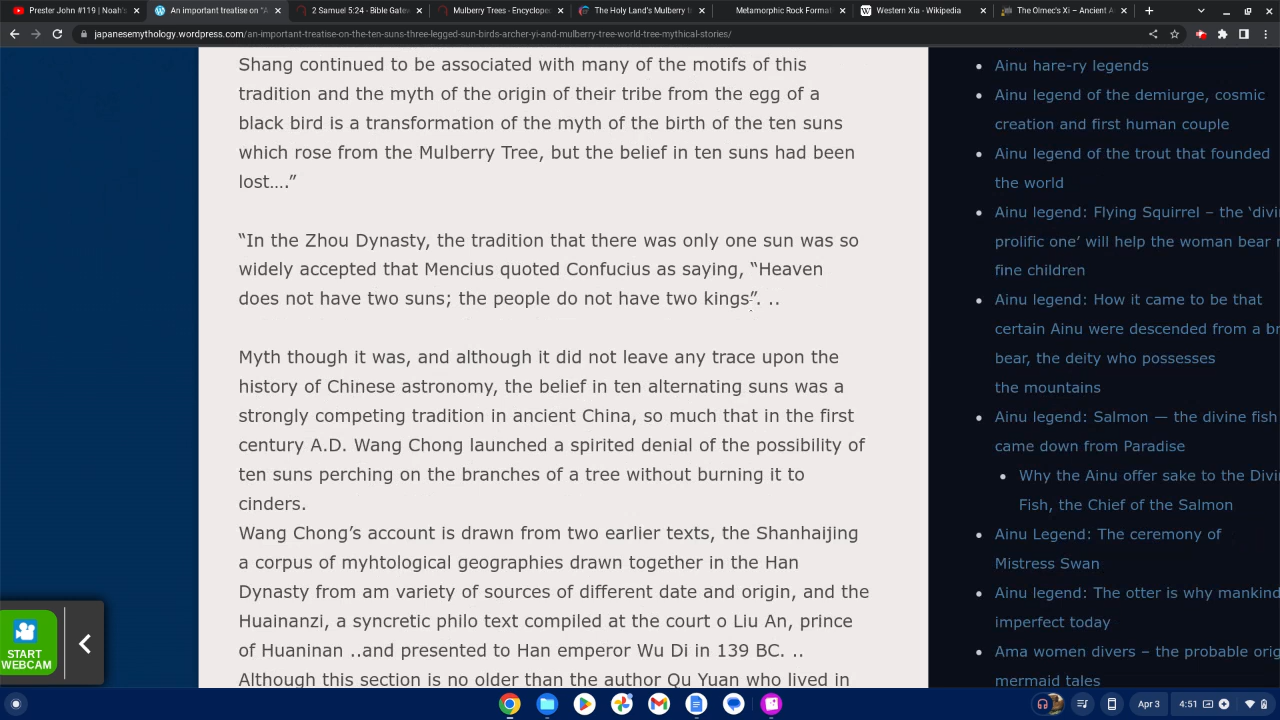 Prester John #119 | Noah's
An important treatise on "A
2 Samuel 5:24 - Bible Gatew
Mulberry Trees - Encyclope
The Holy Land's Mulberry t
Metamorphic Rock Format
Western Xia - Wikipedia
The Olmec's Xi – Ancient A
japanesemythology.wordpress.com/an-important-treatise-on-the-ten-suns-three-legged-sun-birds-archer-yi-and-mulberry-tree-world-tree-mythical-stories/
Shang continued to be associated with many of the motifs of this
tradition and the myth of the origin of their tribe from the egg of a
black bird is a transformation of the myth of the birth of the ten suns
which rose from the Mulberry Tree, but the belief in ten suns had been
lost….”
“In the Zhou Dynasty, the tradition that there was only one sun was so
widely accepted that Mencius quoted Confucius as saying, “Heaven
does not have two suns; the people do not have two kings”. ..
Myth though it was, and although it did not leave any trace upon the
history of Chinese astronomy, the belief in ten alternating suns was a
strongly competing tradition in ancient China, so much that in the first
century A.D. Wang Chong launched a spirited denial of the possibility of
ten suns perching on the branches of a tree without burning it to
cinders.
Wang Chong’s account is drawn from two earlier texts, the Shanhaijing
a corpus of myhtological geographies drawn together in the Han
Dynasty from am variety of sources of different date and origin, and the
Huainanzi, a syncretic philo text compiled at the court o Liu An, prince
of Huaninan ..and presented to Han emperor Wu Di in 139 BC. ..
Although this section is no older than the author Qu Yuan who lived in
Ainu hare-ry legends
Ainu legend of the demiurge, cosmic
creation and first human couple
Ainu legend of the trout that founded
the world
Ainu legend: Flying Squirrel – the ‘divi
prolific one’ will help the woman bear
fine children
Ainu legend: How it came to be that
certain Ainu were descended from a br
bear, the deity who possesses
the mountains
Ainu legend: Salmon — the divine fish
came down from Paradise
Why the Ainu offer sake to the Divi
Fish, the Chief of the Salmon
Ainu Legend: The ceremony of
Mistress Swan
Ainu legend: The otter is why mankind
imperfect today
Ama women divers – the probable orig
mermaid tales
START
WEBCAM
Apr 3
4:51